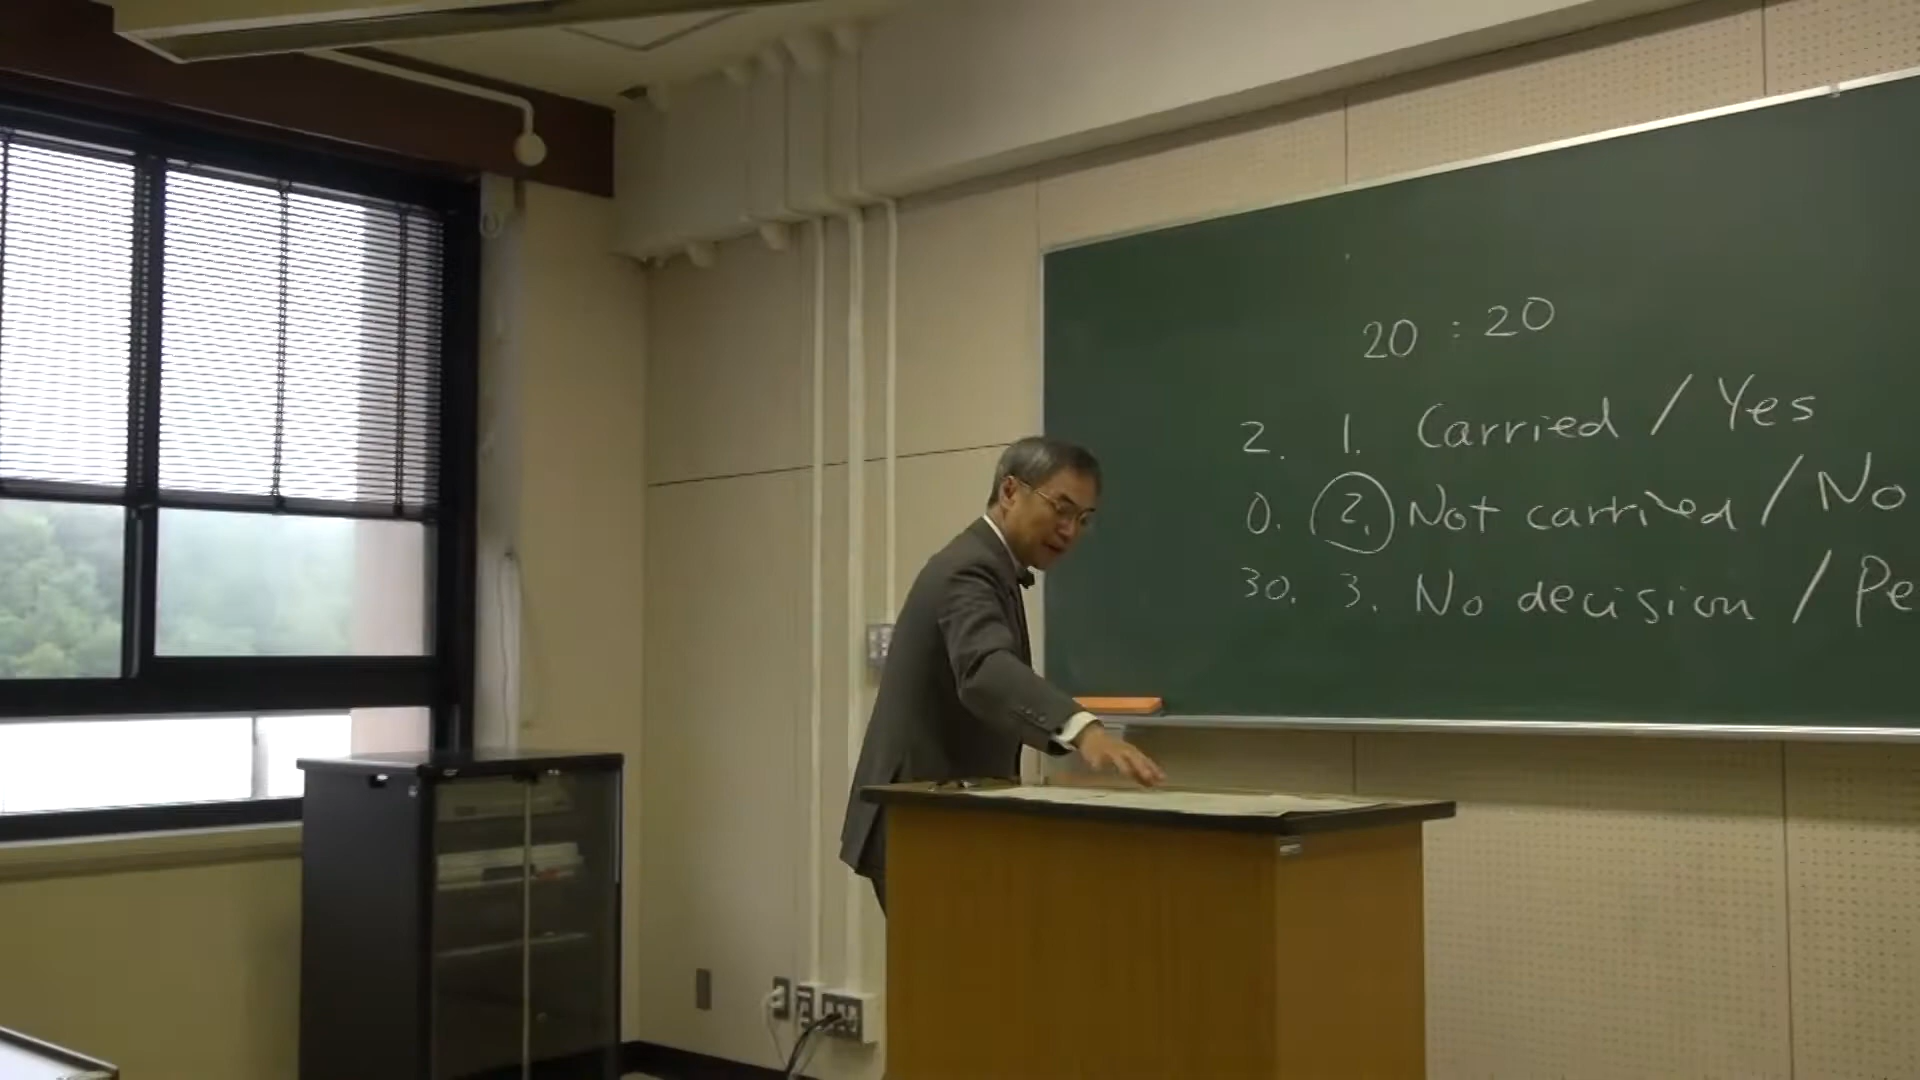 20 : 20
2. 1. Carried / Yes
0. 2. Not carried / No
30. 3. No decision / Pe